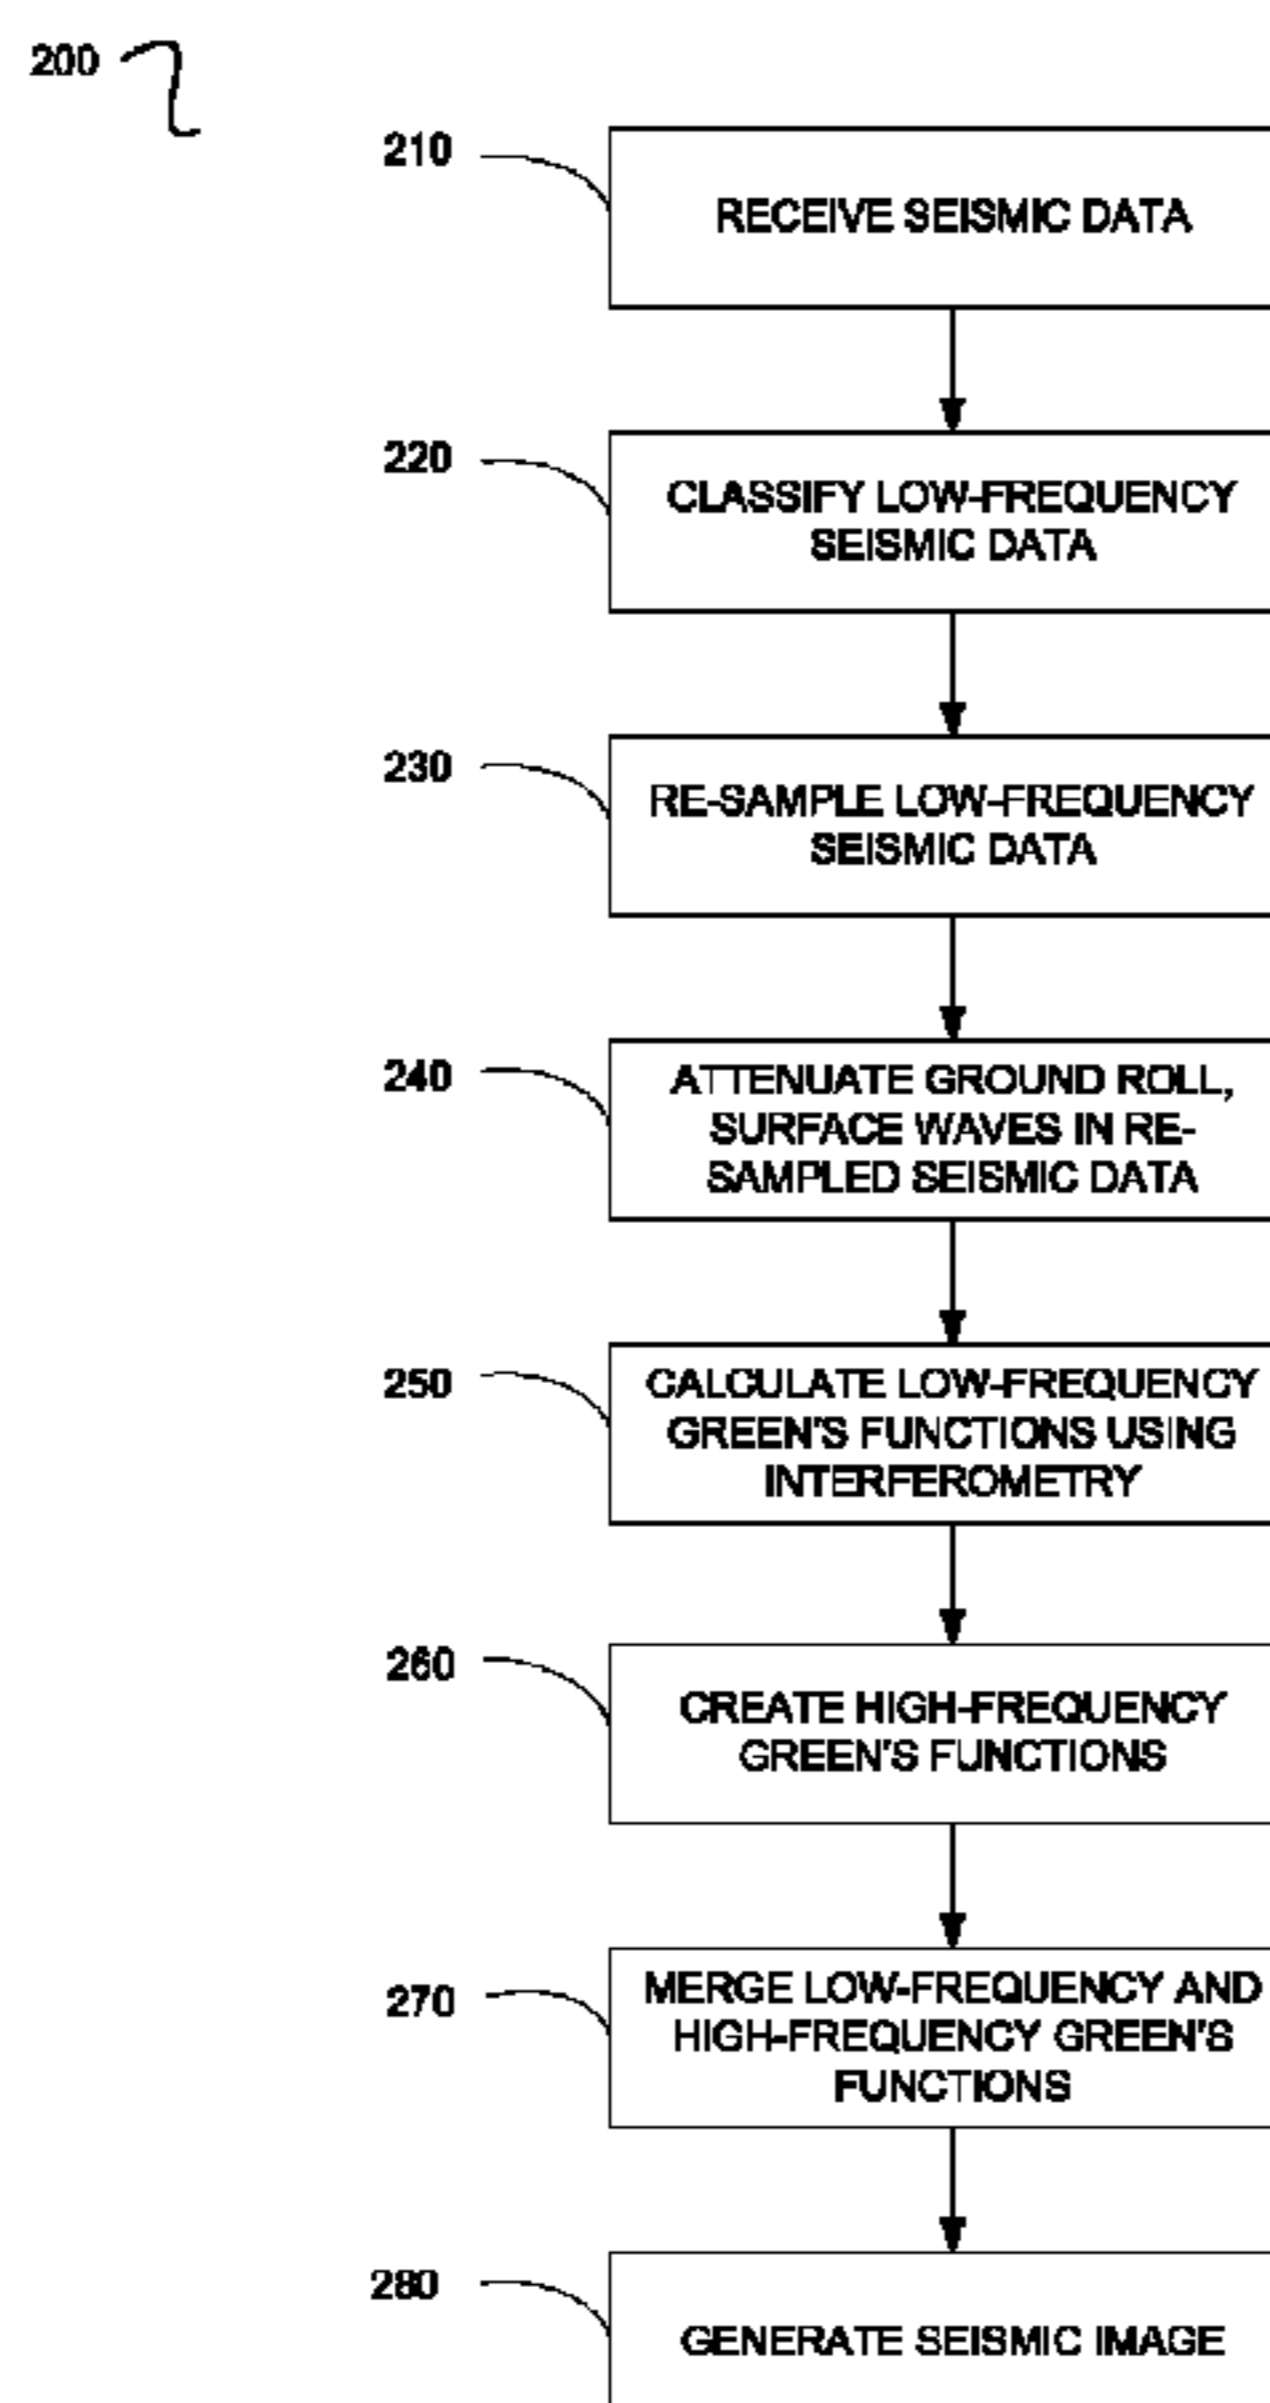 200
210
RECEIVE SEISMIC DATA
220
CLASSIFY LOW-FREQUENCY
SEISMIC DATA
230
RE-SAMPLE LOW-FREQUENCY
SEISMIC DATA
240
ATTENUATE GROUND ROLL,
SURFACE WAVES IN RE-
SAMPLED SEISMIC DATA
250
CALCULATE LOW-FREQUENCY
GREEN'S FUNCTIONS USING
INTERFEROMETRY
260
CREATE HIGH-FREQUENCY
GREEN'S FUNCTIONS
270
MERGE LOW-FREQUENCY AND
HIGH-FREQUENCY GREEN'S
FUNCTIONS
280
GENERATE SEISMIC IMAGE